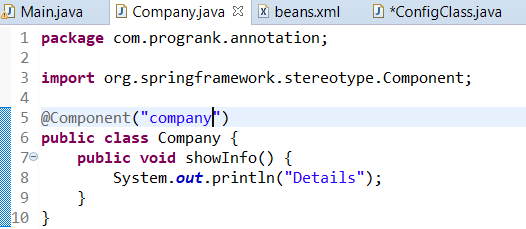 Main.java Company.java beans.xml *ConfigClass.java
1 package com.progrank.annotation;
2
3 import org.springframework.stereotype.Component;
4
5 @Component("company")
6 public class Company {
7 public void showInfo() {
8 System.out.println("Details");
9 }
10 }